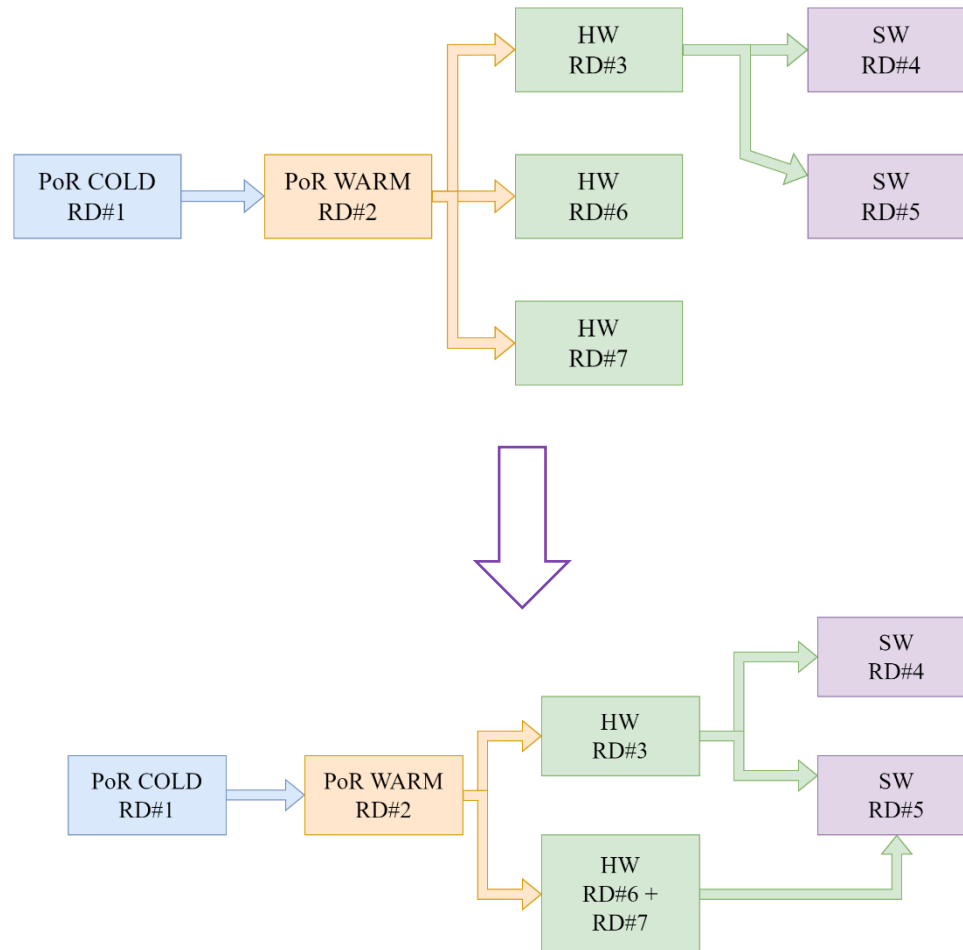 HW
RD#3
SW
RD#4
PoR COLD
RD#1
PoR WARM
RD#2
HW
RD#6
SW
RD#5
HW
RD#7
SW
RD#4
HW
RD#3
PoR COLD
RD#1
PoR WARM
RD#2
SW
RD#5
HW
RD#6 +
RD#7